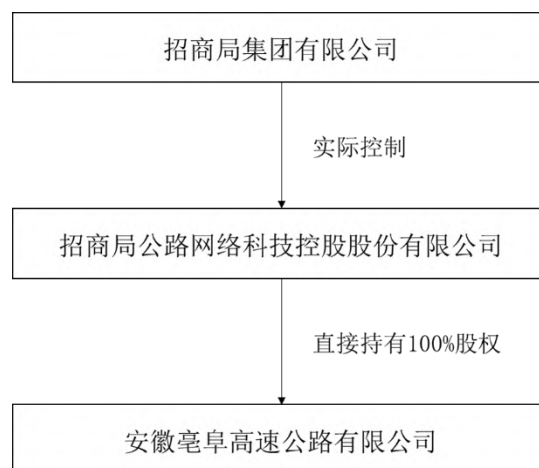 招商局集团有限公司
实际控制
招商局公路网络科技控股股份有限公司
直接持有100%股权
安徽亳阜高速公路有限公司